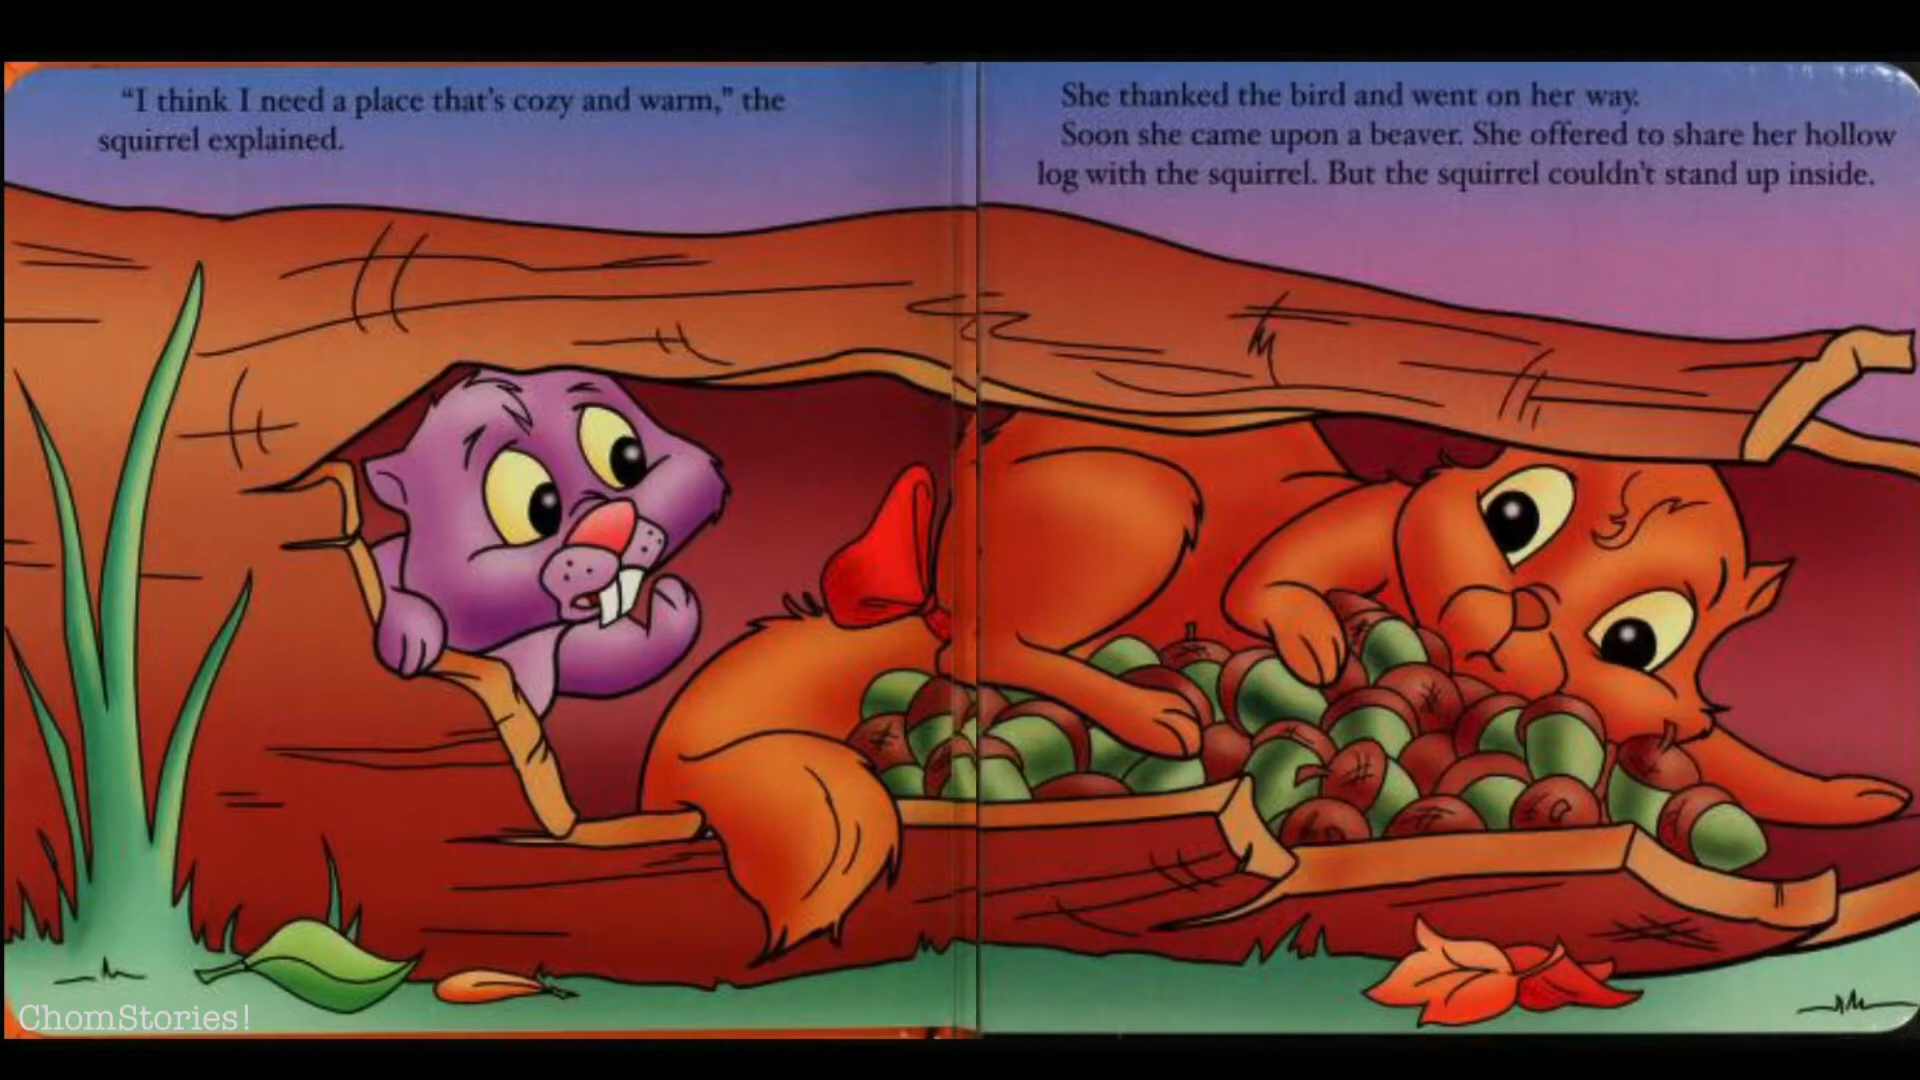 “I think I need a place that’s cozy and warm,” the
squirrel explained.
She thanked the bird and went on her way.
Soon she came upon a beaver. She offered to share her hollow
log with the squirrel. But the squirrel couldn’t stand up inside.
ChomStories!